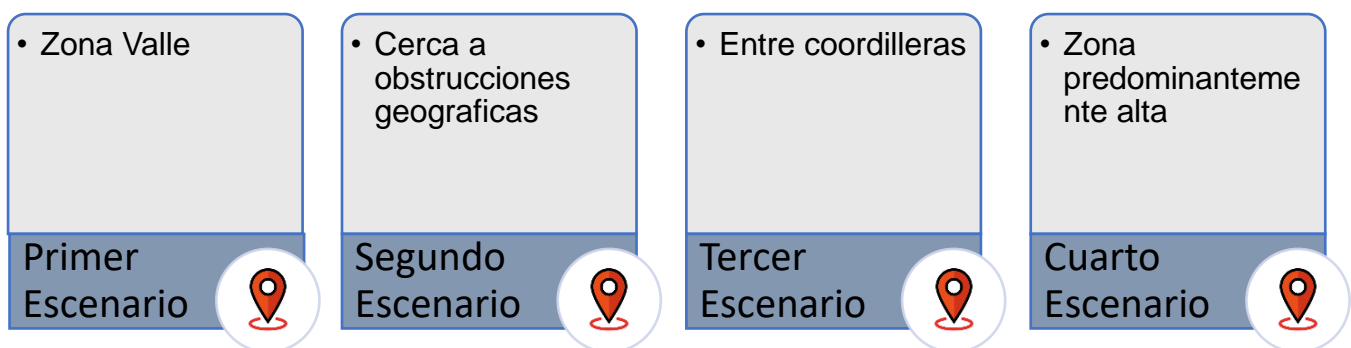 • Zona Valle
Primer
Escenario
• Cerca a
obstrucciones
geograficas
Segundo
Escenario
• Entre coordilleras
Tercer
Escenario
• Zona
predominanteme
nte alta
Cuarto
Escenario